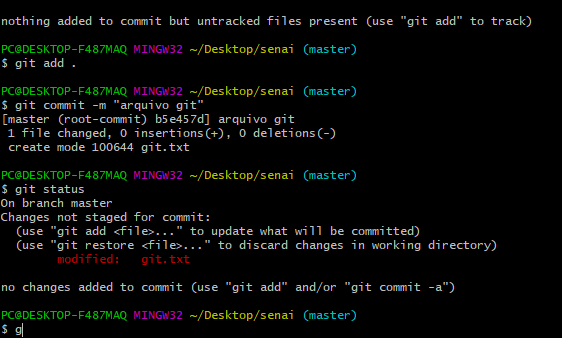 nothing added to commit but untracked files present (use "git add" to track)
PC@DESKTOP-F487MAQ MINGW32 ~/Desktop/senai (master)
$ git add .
PC@DESKTOP-F487MAQ MINGW32 ~/Desktop/senai (master)
$ git commit -m "arquivo git"
[master (root-commit) b5e457d] arquivo git
 1 file changed, 0 insertions(+), 0 deletions(-)
 create mode 100644 git.txt
PC@DESKTOP-F487MAQ MINGW32 ~/Desktop/senai (master)
$ git status
On branch master
Changes not staged for commit:
  (use "git add <file>..." to update what will be committed)
  (use "git restore <file>..." to discard changes in working directory)
        modified:   git.txt
no changes added to commit (use "git add" and/or "git commit -a")
PC@DESKTOP-F487MAQ MINGW32 ~/Desktop/senai (master)
$ g